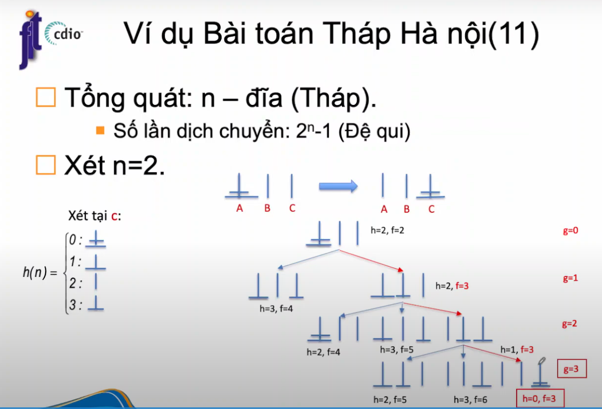 fit cdio
Ví dụ Bài toán Tháp Hà nội(11)
Tổng quát: n – đĩa (Tháp).
Số lần dịch chuyển: 2ⁿ-1 (Đệ qui)
Xét n=2.
A B C A B C
Xét tại c:
h(n) =
0 :
1 :
2 :
3 :
h=2, f=2 g=0
h=3, f=4 h=2, f=3 g=1
h=2, f=4 h=3, f=5 h=1, f=3 g=2
h=2, f=5 h=3, f=6 h=0, f=3 g=3